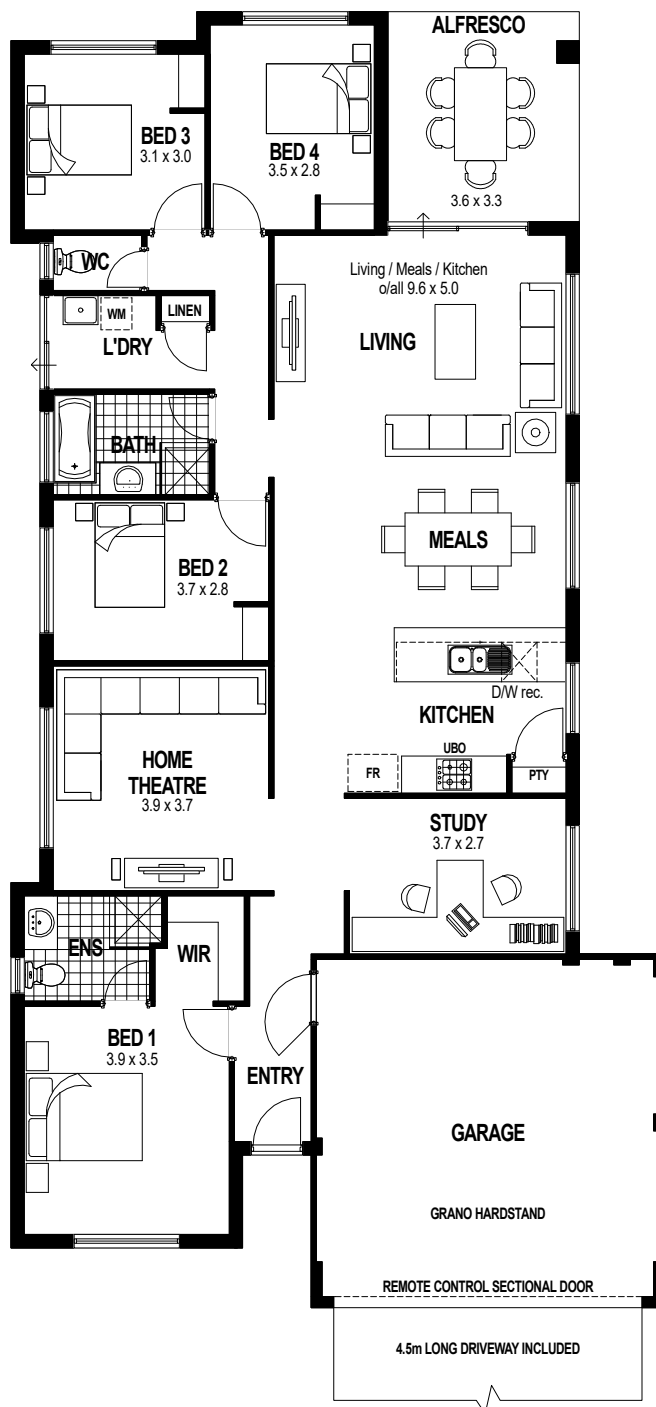 ALFRESCO
3.6 x 3.3
BED 3
3.1 x 3.0
BED 4
3.5 x 2.8
WC
Living / Meals / Kitchen
o/all 9.6 x 5.0
LIVING
WM
LINEN
L'DRY
BATH
MEALS
BED 2
3.7 x 2.8
D/W rec.
KITCHEN
UBO
FR
PTY
HOME
THEATRE
3.9 x 3.7
STUDY
3.7 x 2.7
ENS
WIR
BED 1
3.9 x 3.5
ENTRY
GARAGE
GRANO HARDSTAND
REMOTE CONTROL SECTIONAL DOOR
4.5m LONG DRIVEWAY INCLUDED